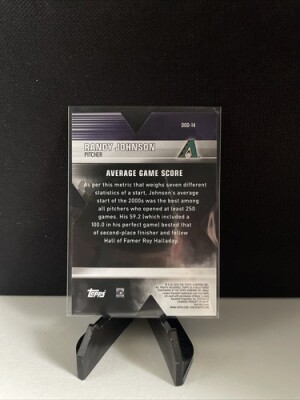 DOD-14
RANDY JOHNSON
PITCHER
AVERAGE GAME SCORE
As per this metric that weighs seven different
statistics of a start, Johnson's average
start of the 2000s was the best among
all pitchers who opened at least 250
games. His 59.2 (which included a
100.0 in his perfect game) bested that
of second-place finisher and fellow
Hall of Famer Roy Halladay.
Topps